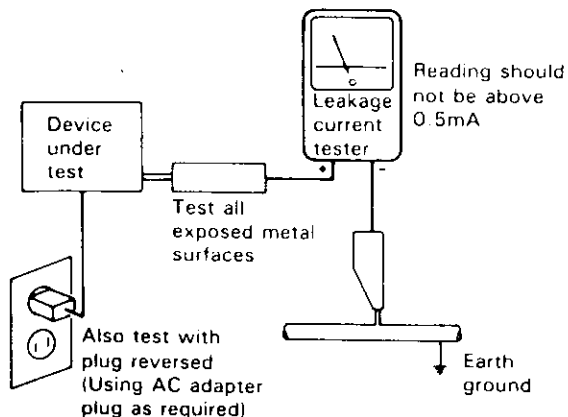 Device
under
test
Leakage
current
tester
+ -
Reading should
not be above
0.5mA
Test all
exposed metal
surfaces
Also test with
plug reversed
(Using AC adapter
plug as required)
Earth
ground